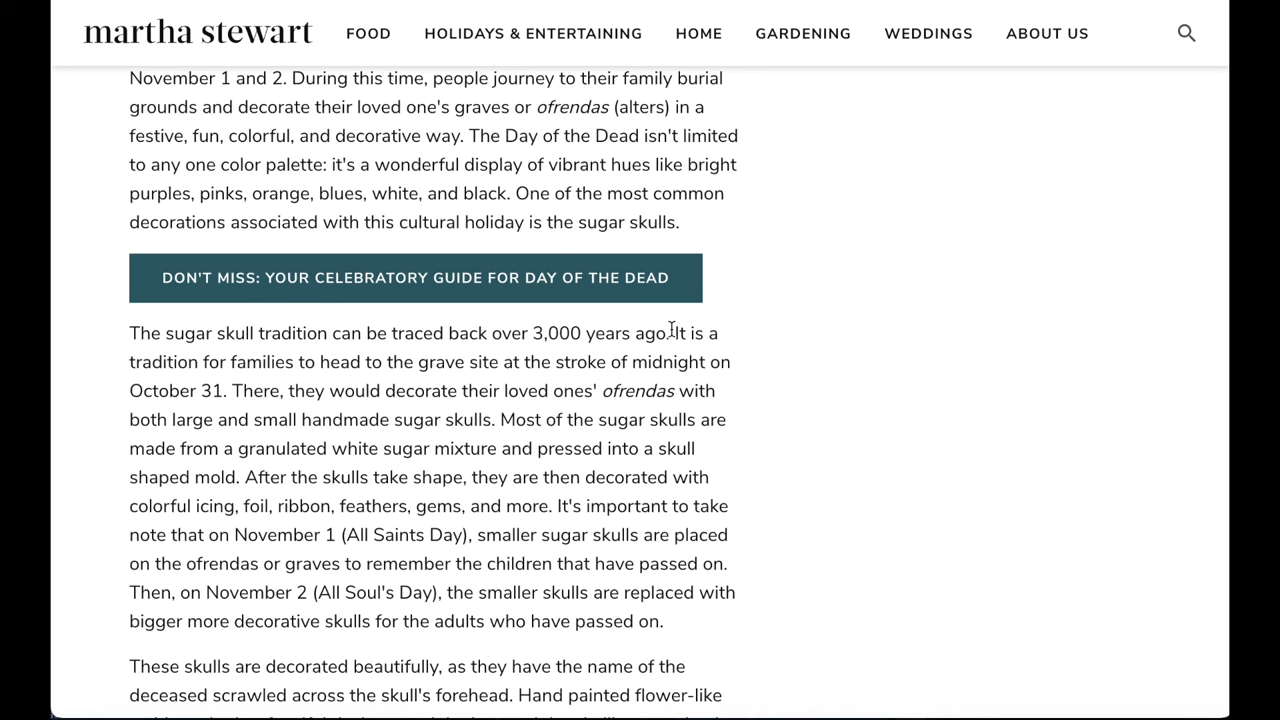 martha stewart
FOOD
HOLIDAYS & ENTERTAINING
HOME
GARDENING
WEDDINGS
ABOUT US
November 1 and 2. During this time, people journey to their family burial
grounds and decorate their loved one's graves or ofrendas (alters) in a
festive, fun, colorful, and decorative way. The Day of the Dead isn't limited
to any one color palette: it's a wonderful display of vibrant hues like bright
purples, pinks, orange, blues, white, and black. One of the most common
decorations associated with this cultural holiday is the sugar skulls.
DON'T MISS: YOUR CELEBRATORY GUIDE FOR DAY OF THE DEAD
The sugar skull tradition can be traced back over 3,000 years ago. It is a
tradition for families to head to the grave site at the stroke of midnight on
October 31. There, they would decorate their loved ones' ofrendas with
both large and small handmade sugar skulls. Most of the sugar skulls are
made from a granulated white sugar mixture and pressed into a skull
shaped mold. After the skulls take shape, they are then decorated with
colorful icing, foil, ribbon, feathers, gems, and more. It's important to take
note that on November 1 (All Saints Day), smaller sugar skulls are placed
on the ofrendas or graves to remember the children that have passed on.
Then, on November 2 (All Soul's Day), the smaller skulls are replaced with
bigger more decorative skulls for the adults who have passed on.
These skulls are decorated beautifully, as they have the name of the
deceased scrawled across the skull's forehead. Hand painted flower-like